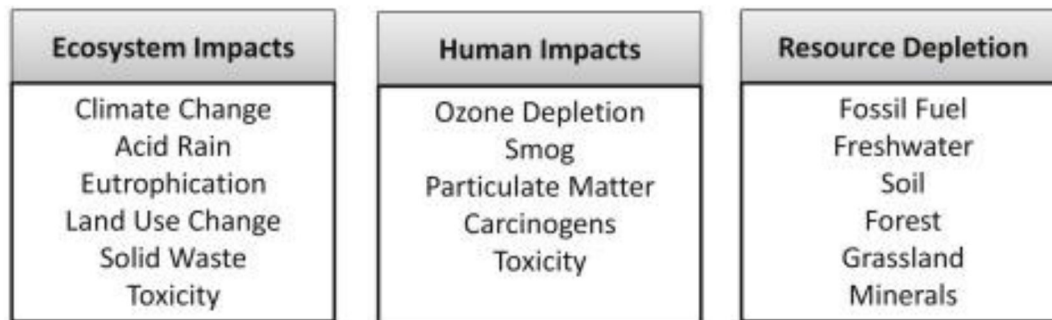 Ecosystem Impacts
Climate Change
Acid Rain
Eutrophication
Land Use Change
Solid Waste
Toxicity
Human Impacts
Ozone Depletion
Smog
Particulate Matter
Carcinogens
Toxicity
Resource Depletion
Fossil Fuel
Freshwater
Soil
Forest
Grassland
Minerals